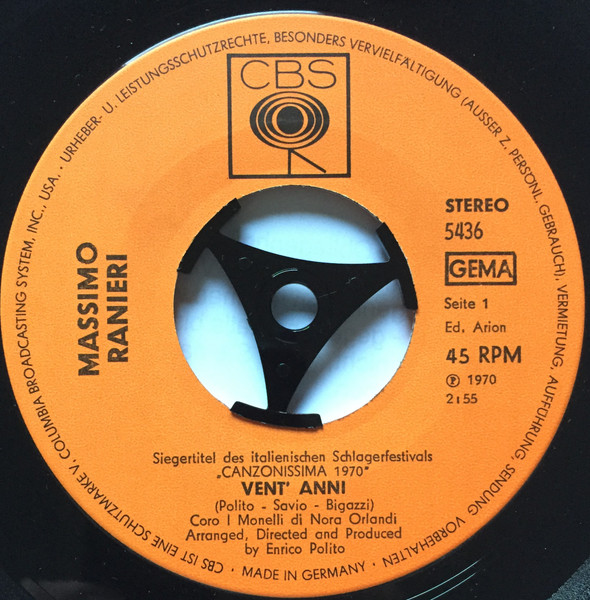 CBS
MASSIMO
RANIERI
STEREO
5436
GEMA
Seite 1
Ed. Arion
45 RPM
Ⓟ 1970
2:55
Siegertitel des italienischen Schlagerfestivals
„CANZONISSIMA 1970"
VENT' ANNI
(Polito - Savio - Bigazzi)
Coro I Monelli di Nora Orlandi
Arranged, Directed and Produced
by Enrico Polito
CBS IST EINE SCHUTZMARKE V. COLUMBIA BROADCASTING SYSTEM, INC., USA. • URHEBER- U. LEISTUNGSSCHUTZRECHTE, BESONDERS VERVIELFÄLTIGUNG (AUSSER Z. PERSÖNL. GEBRAUCH), VERMIETUNG, AUFFÜHRUNG, SENDUNG VORBEHALTEN • MADE IN GERMANY •